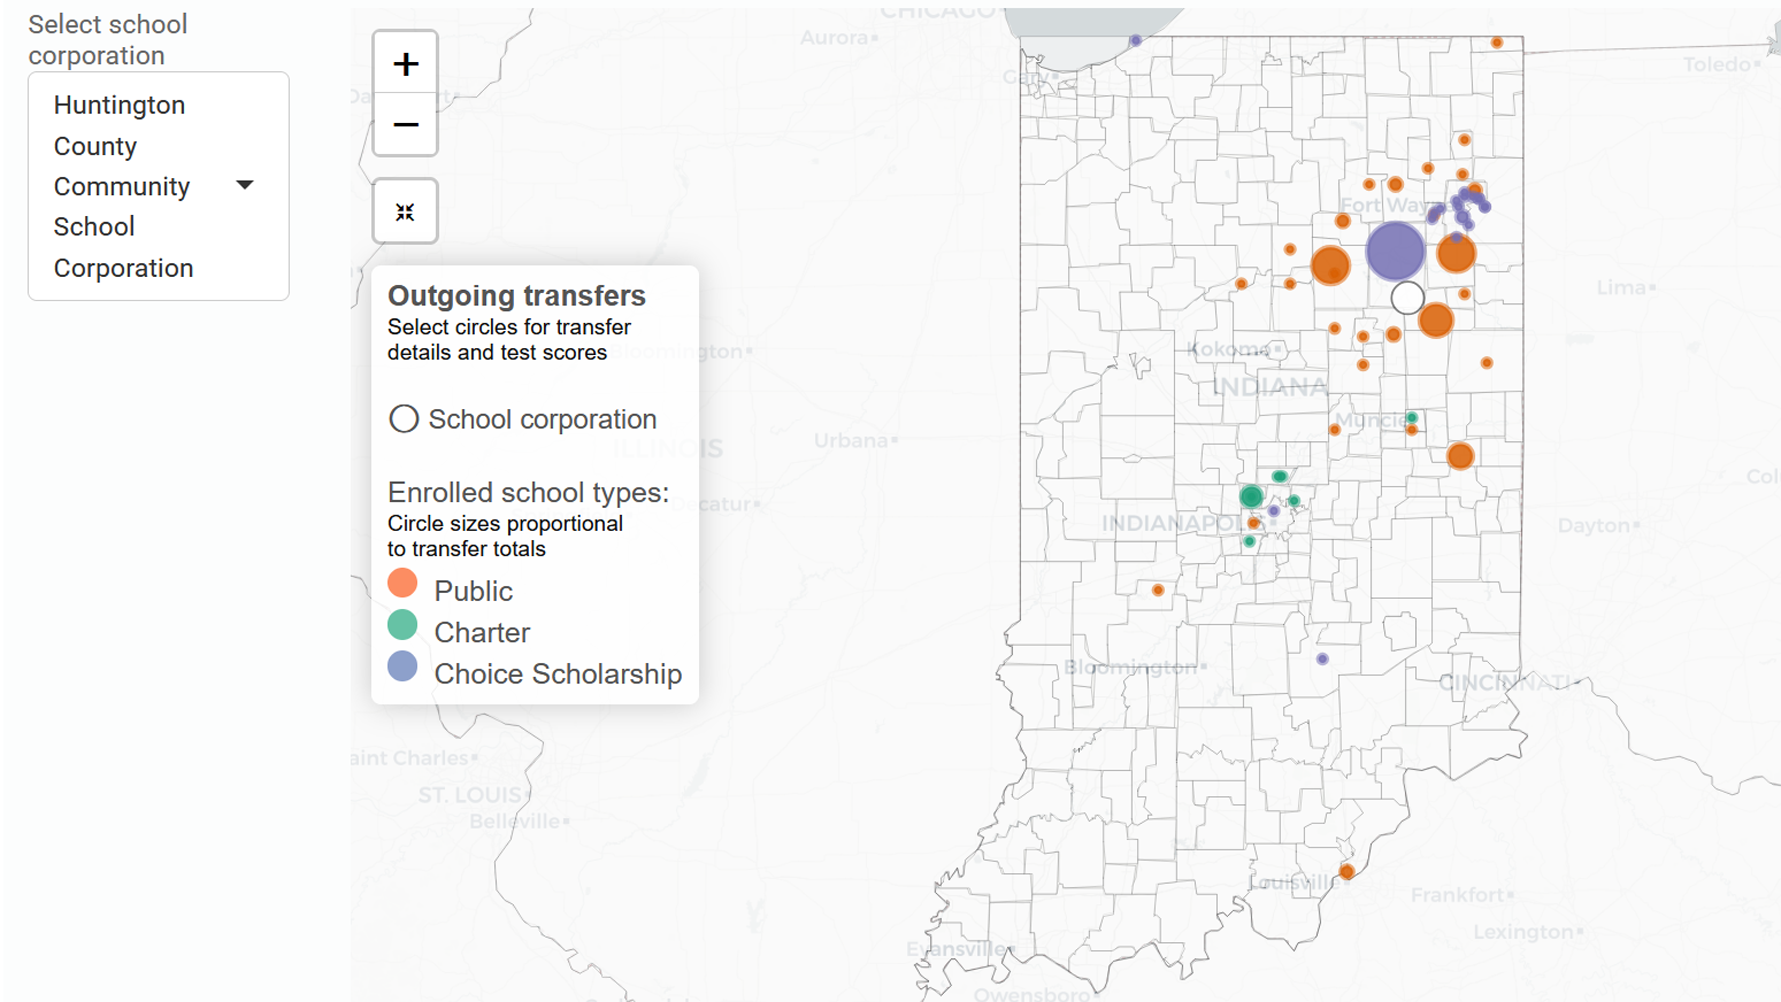 Select school
corporation
Huntington
County
Community
School
Corporation
+
−
Outgoing transfers
Select circles for transfer
details and test scores
School corporation
Enrolled school types:
Circle sizes proportional
to transfer totals
Public
Charter
Choice Scholarship
CHICAGO
Aurora
Gary
Toledo
Fort Wayne
Lima
Bloomington
Kokomo
INDIANA
Muncie
Urbana
ILLINOIS
Decatur
INDIANAPOLIS
Dayton
Col
Bloomington
CINCINNATI
aint Charles
ST. LOUIS
Belleville
Louisville
Frankfort
Lexington
Evansville
Owensboro